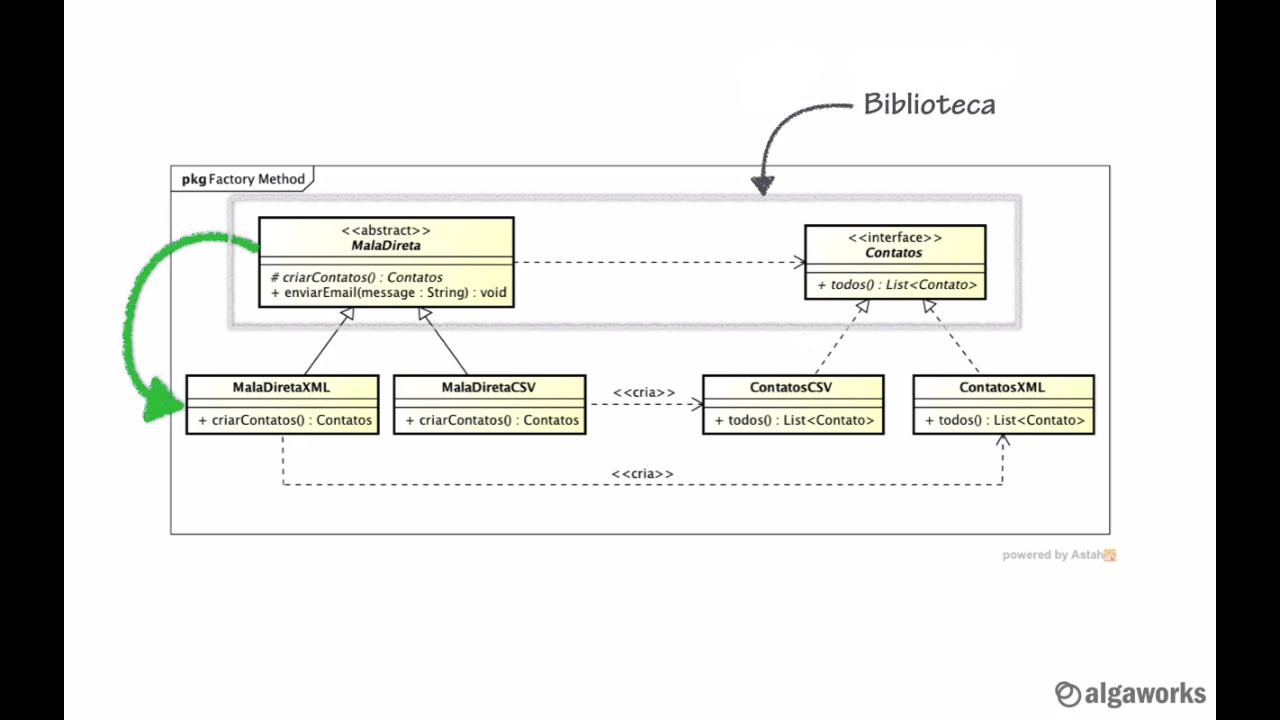 Biblioteca
pkg Factory Method
<<abstract>>
MalaDireta
# criarContatos() : Contatos
+ enviarEmail(message : String) : void
<<interface>>
Contatos
+ todos() : List<Contato>
MalaDiretaXML
+ criarContatos() : Contatos
MalaDiretaCSV
+ criarContatos() : Contatos
<<cria>>
ContatosCSV
+ todos() : List<Contato>
ContatosXML
+ todos() : List<Contato>
<<cria>>
powered by Astah
algaworks